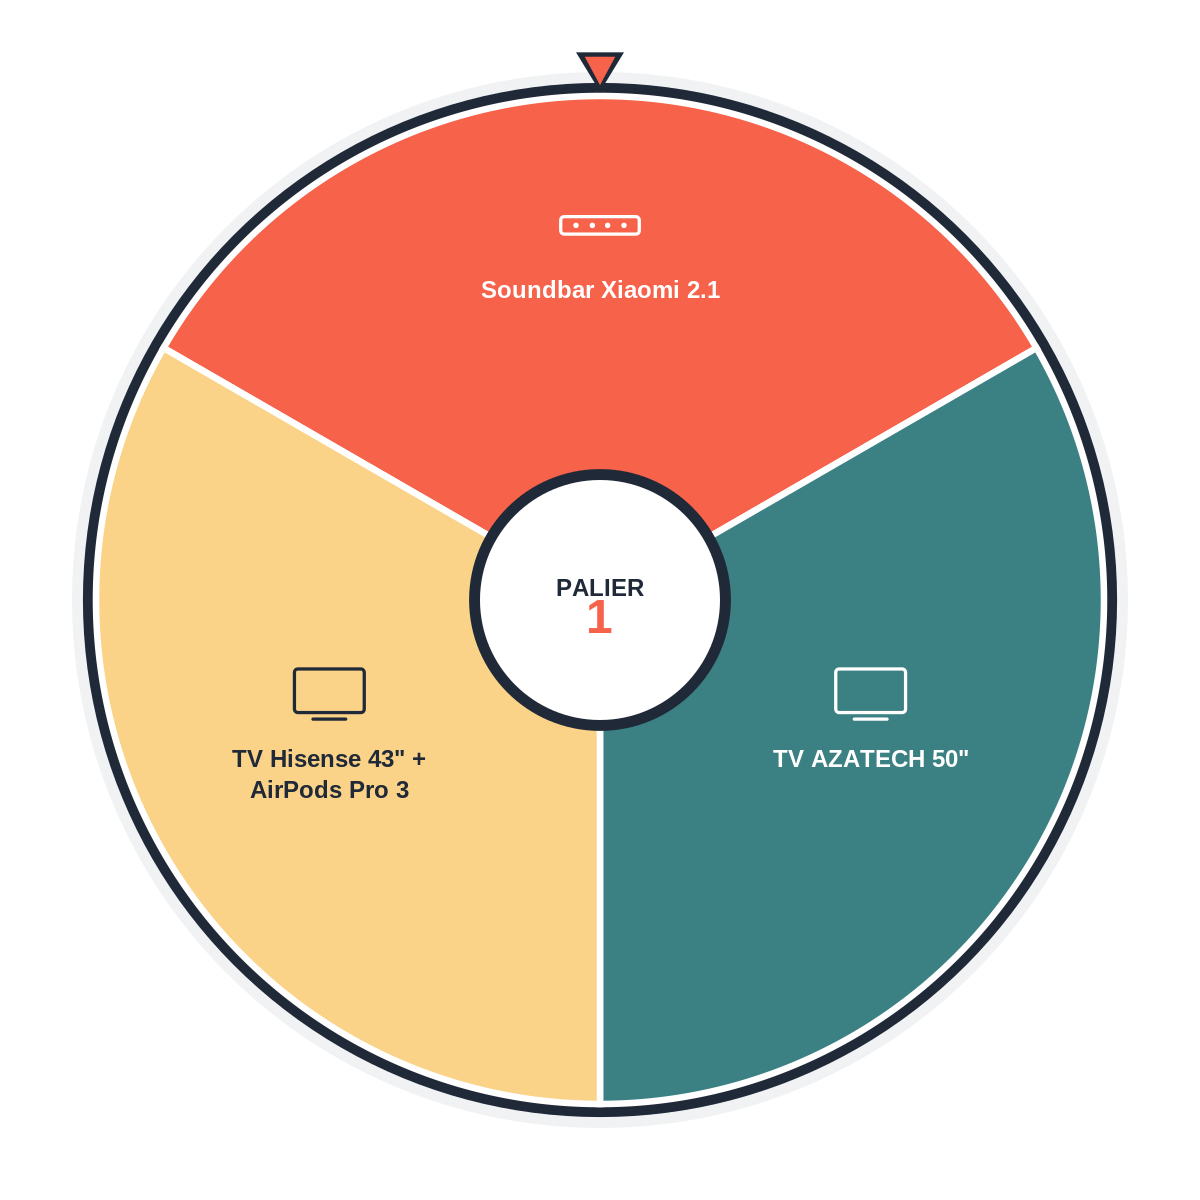 Soundbar Xiaomi 2.1
PALIER
1
TV Hisense 43" +
AirPods Pro 3
TV AZATECH 50"